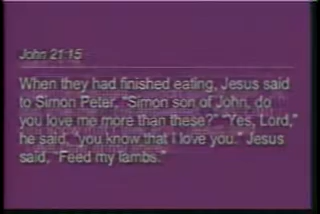 John 21:15
When they had finished eating, Jesus said
to Simon Peter, "Simon son of John, do
you love me more than these?" "Yes, Lord,"
he said, "you know that I love you." Jesus
said, "Feed my lambs."